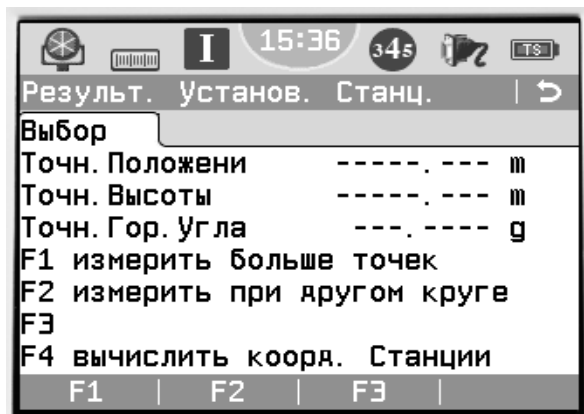 I 15:36 345 TS
Результ. Установ. Станц.
Выбор
Точн. Положени -----.--- m
Точн. Высоты -----.--- m
Точн. Гор. Угла ---.---- g
F1 измерить больше точек
F2 измерить при другом круге
F3
F4 вычислить коорд. Станции
F1 | F2 | F3 |